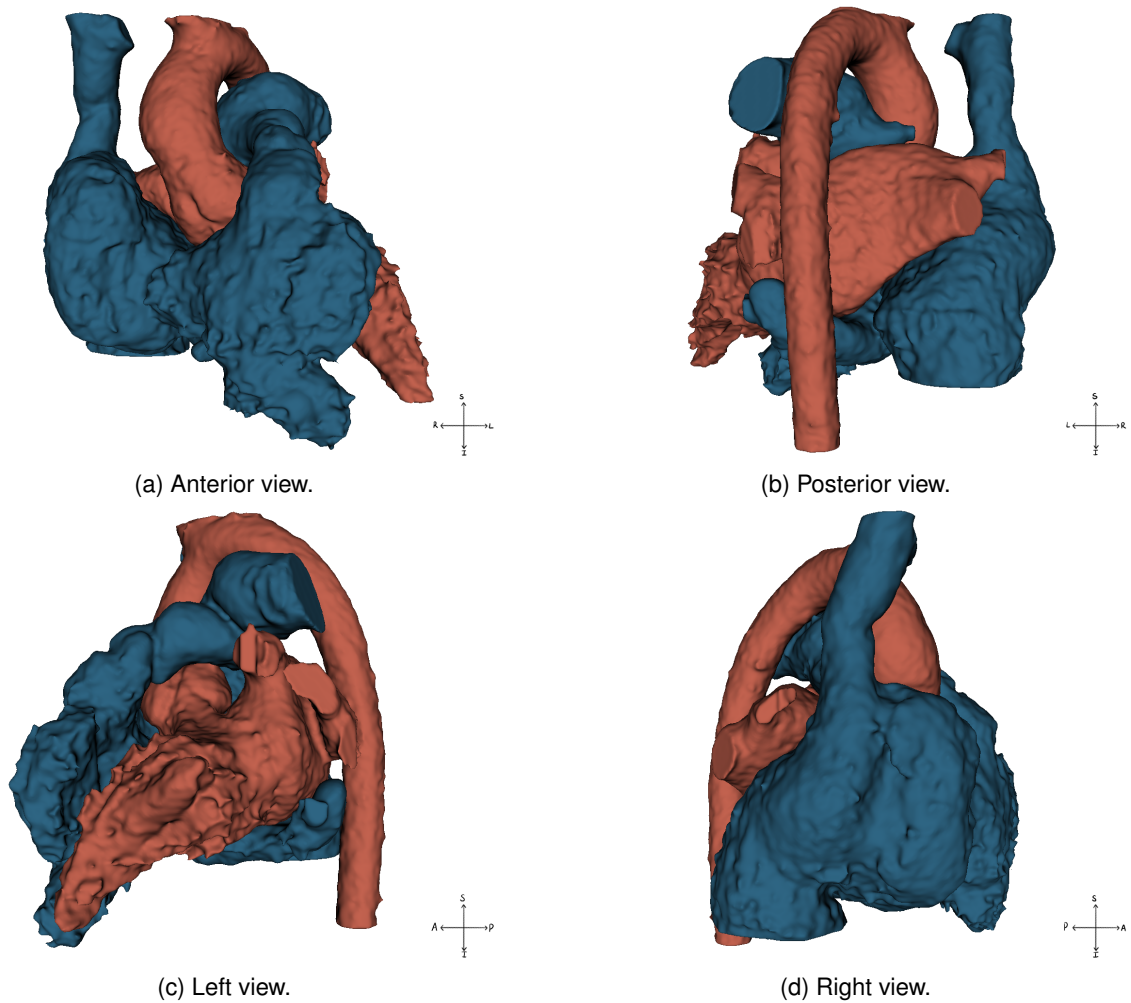 S
R L
I
(a) Anterior view.
S
L R
I
(b) Posterior view.
S
A P
I
(c) Left view.
S
P A
I
(d) Right view.